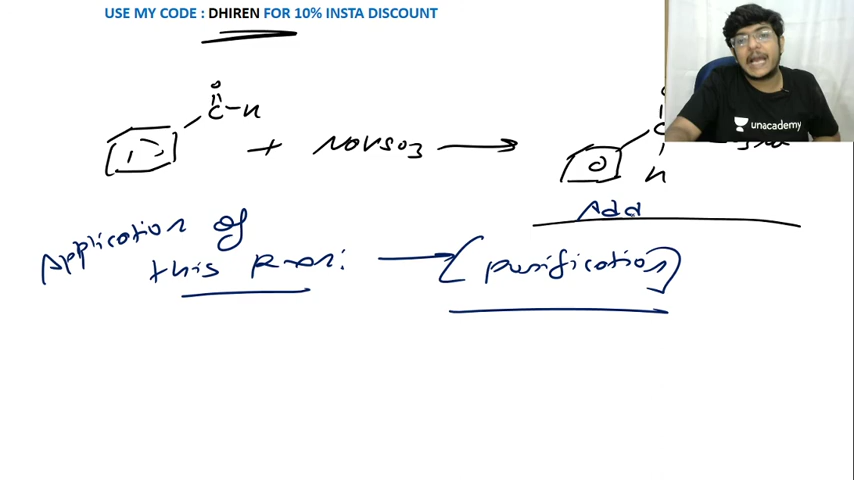 USE MY CODE : DHIREN FOR 10% INSTA DISCOUNT
O
C-H
+ NaHSO3
H
Add
unacademy
Application of
this Rxn:
[purification]